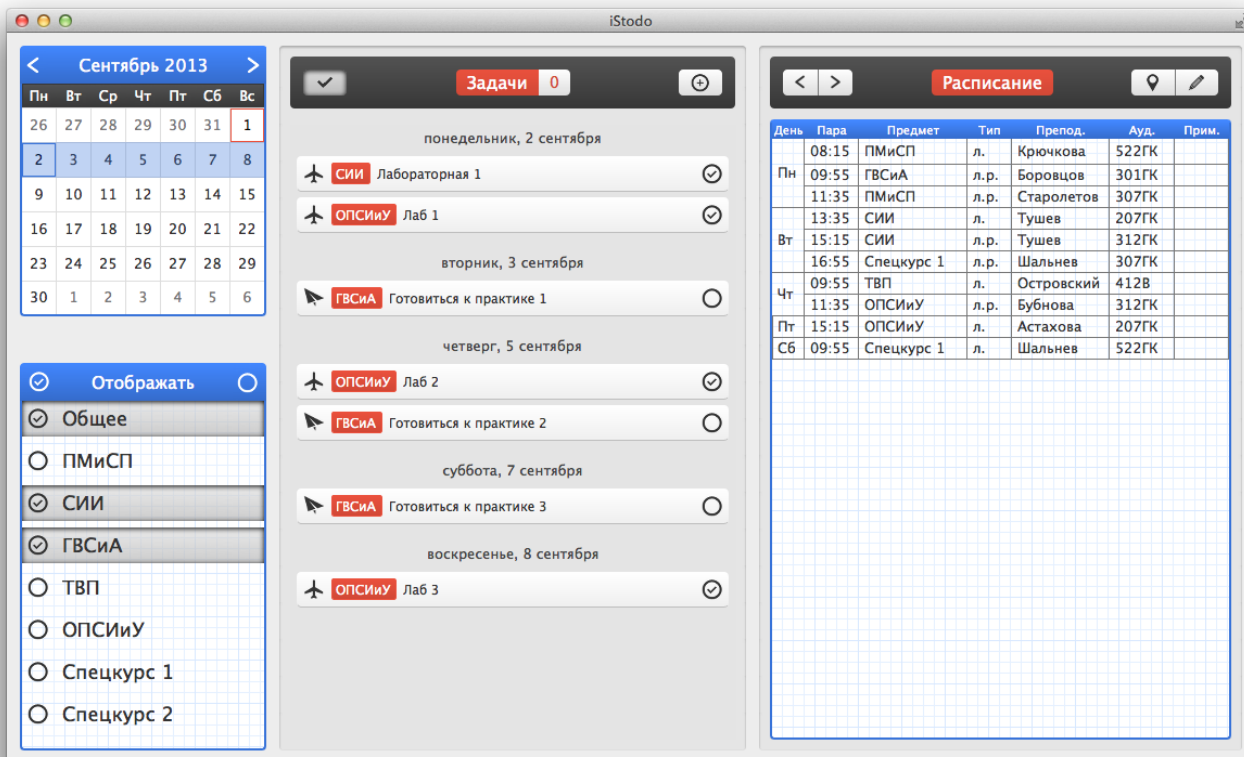 iStodo
Сентябрь 2013
Пн Вт Ср Чт Пт Сб Вс
26 27 28 29 30 31 1
2 3 4 5 6 7 8
9 10 11 12 13 14 15
16 17 18 19 20 21 22
23 24 25 26 27 28 29
30 1 2 3 4 5 6
Отображать
Общее
ПМиСП
СИИ
ГВСиА
ТВП
ОПСИиУ
Спецкурс 1
Спецкурс 2
Задачи 0
понедельник, 2 сентября
СИИ Лабораторная 1
ОПСИиУ Лаб 1
вторник, 3 сентября
ГВСиА Готовиться к практике 1
четверг, 5 сентября
ОПСИиУ Лаб 2
ГВСиА Готовиться к практике 2
суббота, 7 сентября
ГВСиА Готовиться к практике 3
воскресенье, 8 сентября
ОПСИиУ Лаб 3
Расписание
День Пара Предмет Тип Препод. Ауд. Прим.
08:15 ПМиСП л. Крючкова 522ГК
Пн 09:55 ГВСиА л.р. Боровцов 301ГК
11:35 ПМиСП л.р. Старолетов 307ГК
13:35 СИИ л. Тушев 207ГК
Вт 15:15 СИИ л.р. Тушев 312ГК
16:55 Спецкурс 1 л.р. Шальнев 307ГК
Чт 09:55 ТВП л. Островский 412В
11:35 ОПСИиУ л.р. Бубнова 312ГК
Пт 15:15 ОПСИиУ л. Астахова 207ГК
Сб 09:55 Спецкурс 1 л. Шальнев 522ГК